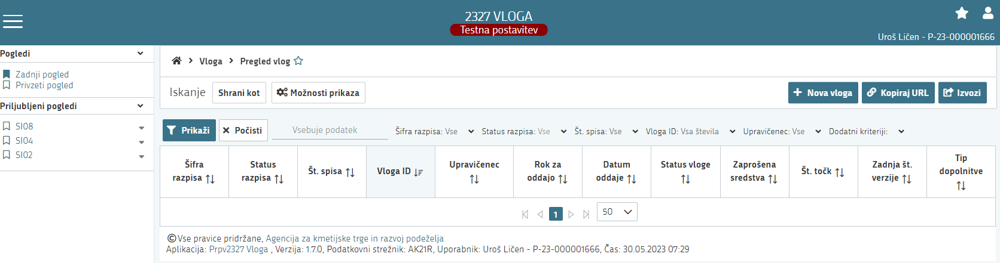 2327 VLOGA
Testna postavitev
Uroš Ličen - P-23-000001666
Pogledi
Zadnji pogled
Privzeti pogled
Priljubljeni pogledi
SI08
SI04
SI02
Vloga Pregled vlog
Iskanje Shrani kot Možnosti prikaza Nova vloga Kopiraj URL Izvozi
Prikaži Počisti Vsebuje podatek Šifra razpisa: Vse Status razpisa: Vse Št. spisa: Vse Vloga ID: Vsa števila Upravičenec: Vse Dodatni kriteriji:
Šifra razpisa Status razpisa Št. spisa Vloga ID Upravičenec Rok za oddajo Datum oddaje Status vloge Zaprošena sredstva Št. točk Zadnja št. verzije Tip dopolnitve
1 50
©Vse pravice pridržane, Agencija za kmetijske trge in razvoj podeželja
Aplikacija: Prpv2327 Vloga , Verzija: 1.7.0, Podatkovni strežnik: AK21R, Uporabnik: Uroš Ličen - P-23-000001666, Čas: 30.05.2023 07:29